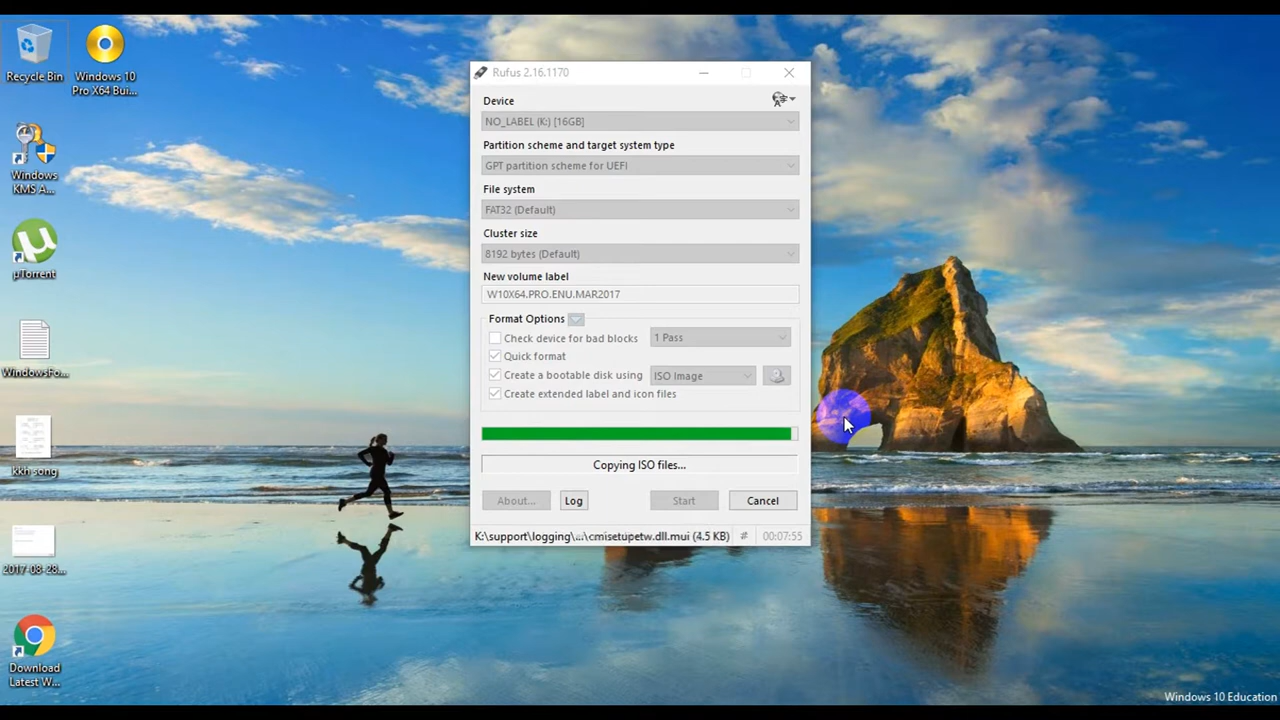 Recycle Bin
Windows 10
Pro X64 Bui...
Windows
KMS A...
µTorrent
WindowsFo...
kkh song
2017-08-28...
Download
Latest W...
Rufus 2.16.1170
Device
NO_LABEL (K:) [16GB]
Partition scheme and target system type
GPT partition scheme for UEFI
File system
FAT32 (Default)
Cluster size
8192 bytes (Default)
New volume label
W10X64.PRO.ENU.MAR2017
Format Options
Check device for bad blocks 1 Pass
Quick format
Create a bootable disk using ISO Image
Create extended label and icon files
Copying ISO files...
About... Log Start Cancel
K:\support\logging\...\cmisetupetw.dll.mui (4.5 KB) # 00:07:55
Windows 10 Education